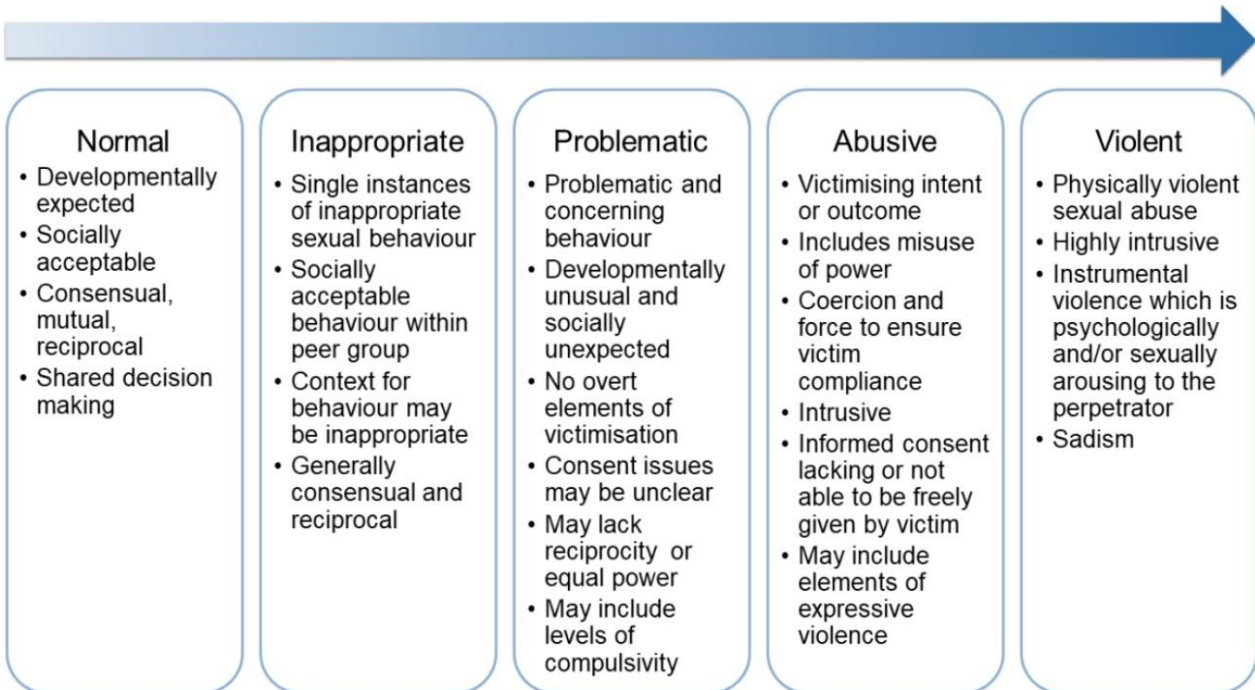 Normal
• Developmentally
expected
• Socially
acceptable
• Consensual,
mutual,
reciprocal
• Shared decision
making
Inappropriate
• Single instances
of inappropriate
sexual behaviour
• Socially
acceptable
behaviour within
peer group
• Context for
behaviour may
be inappropriate
• Generally
consensual and
reciprocal
Problematic
• Problematic and
concerning
behaviour
• Developmentally
unusual and
socially
unexpected
• No overt
elements of
victimisation
• Consent issues
may be unclear
• May lack
reciprocity or
equal power
• May include
levels of
compulsivity
Abusive
• Victimising intent
or outcome
• Includes misuse
of power
• Coercion and
force to ensure
victim
compliance
• Intrusive
• Informed consent
lacking or not
able to be freely
given by victim
• May include
elements of
expressive
violence
Violent
• Physically violent
sexual abuse
• Highly intrusive
• Instrumental
violence which is
psychologically
and/or sexually
arousing to the
perpetrator
• Sadism